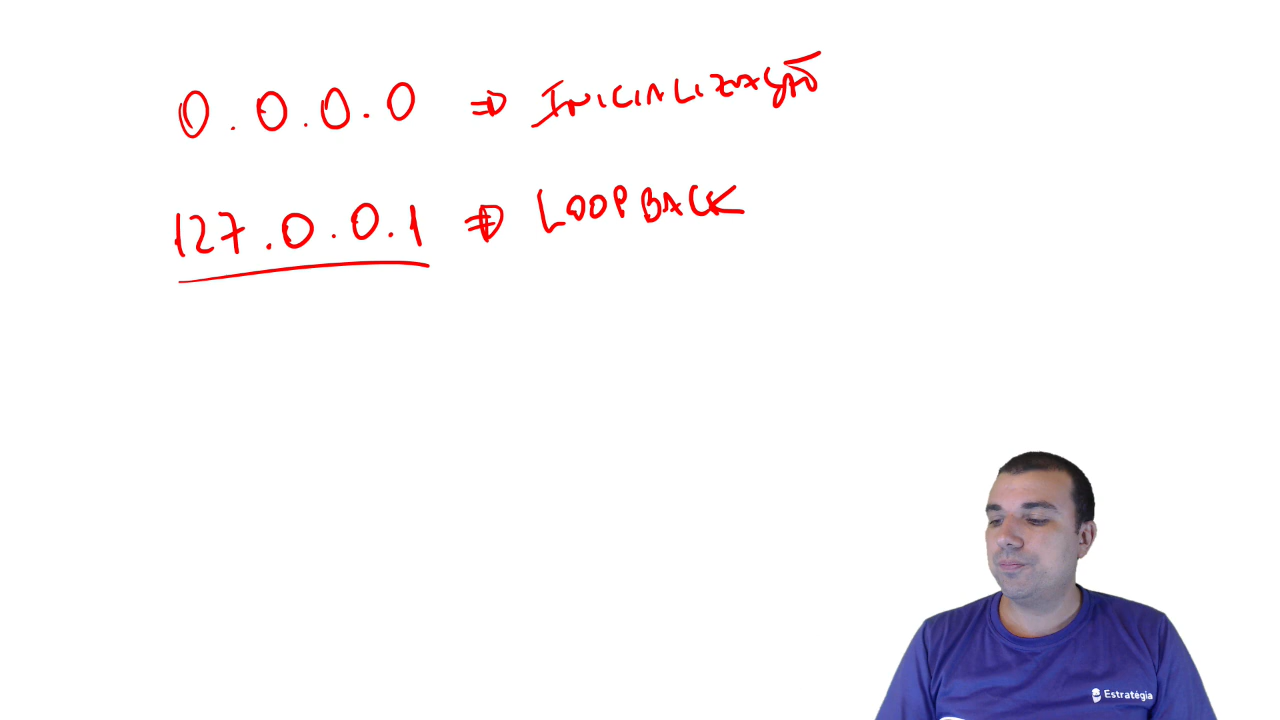 0.0.0.0 ⇒ INICIALIZAÇÃO
127.0.0.1 ⇒ LOOPBACK
Estratégia